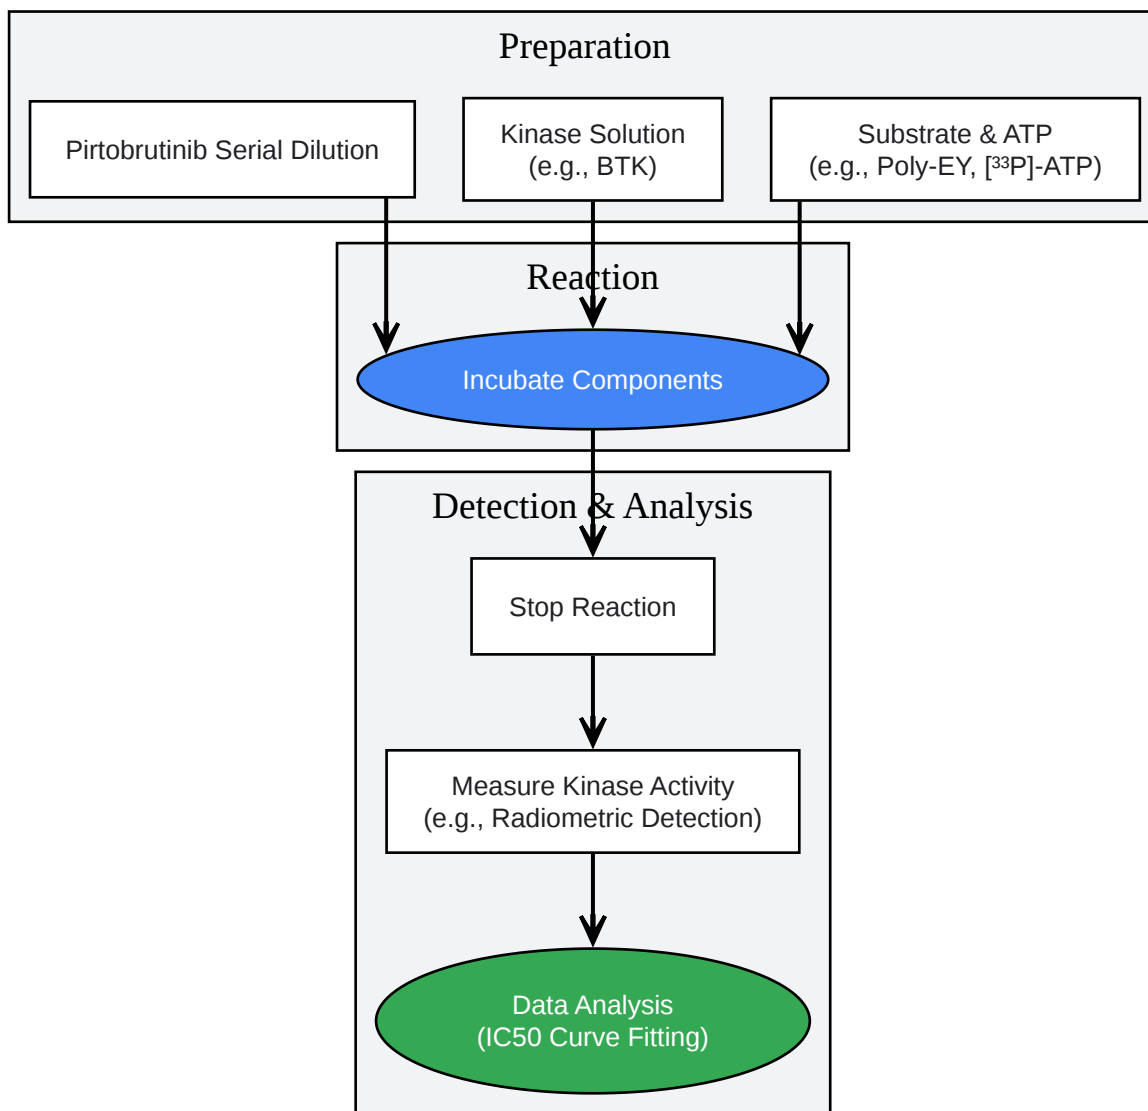 Preparation
Pirtobrutinib Serial Dilution
Kinase Solution
(e.g., BTK)
Substrate & ATP
(e.g., Poly-EY, [³³P]-ATP)
Reaction
Incubate Components
Detection & Analysis
Stop Reaction
Measure Kinase Activity
(e.g., Radiometric Detection)
Data Analysis
(IC50 Curve Fitting)